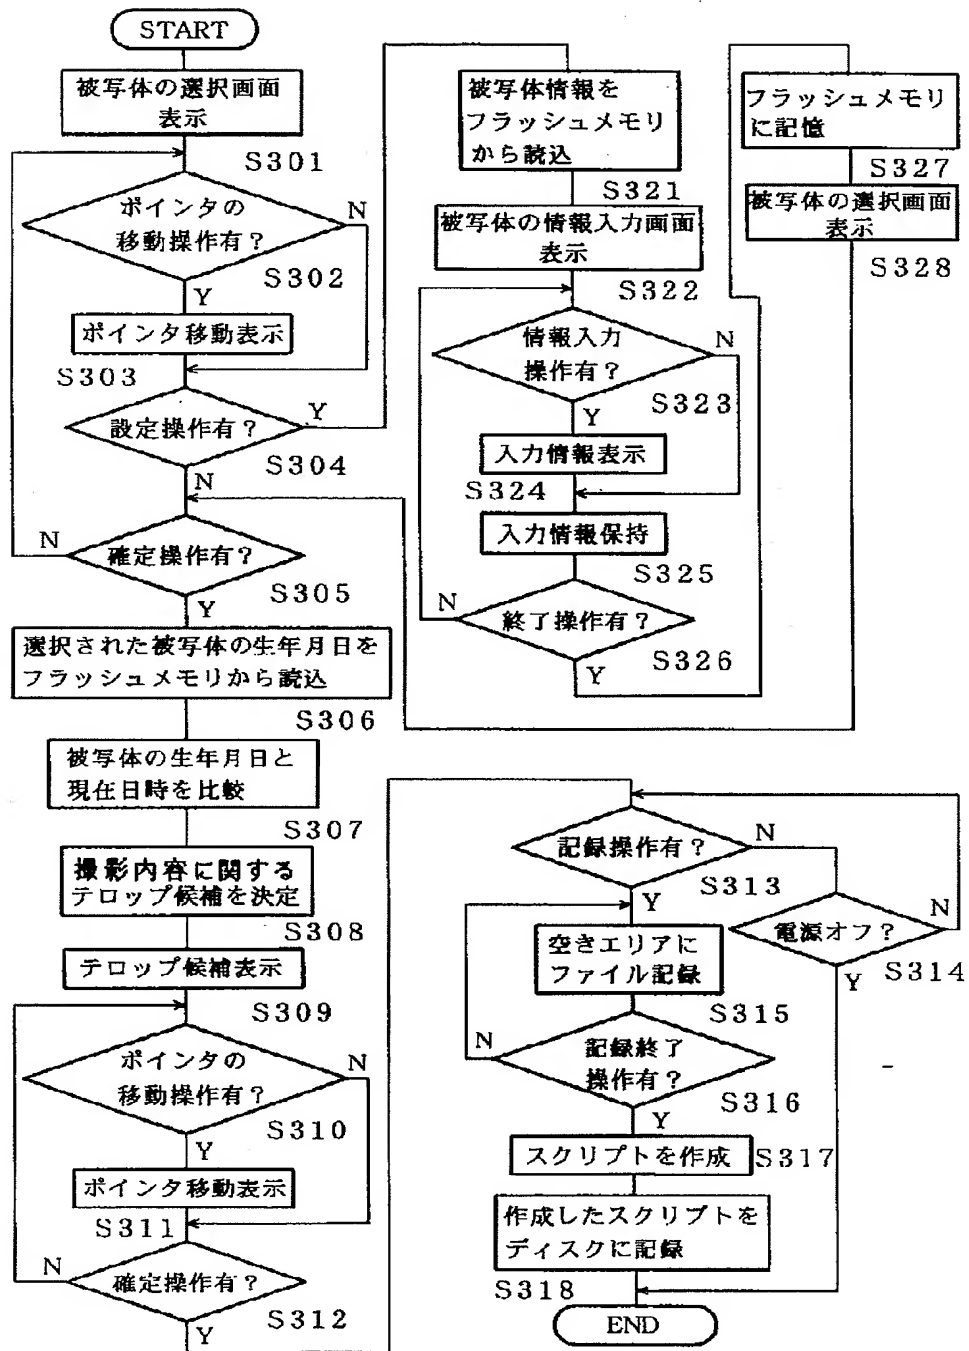 START
被写体の選択画面
表示
S301
ポインタの
移動操作有？
N
S302
Y
ポインタ移動表示
S303
設定操作有？
Y
S304
N
確定操作有？
N
S305
Y
選択された被写体の生年月日を
フラッシュメモリから読込
S306
被写体の生年月日と
現在日時を比較
S307
撮影内容に関する
テロップ候補を決定
S308
テロップ候補表示
S309
ポインタの
移動操作有？
N
S310
Y
ポインタ移動表示
S311
N
確定操作有？
S312
Y
被写体情報を
フラッシュメモリ
から読込
S321
被写体の情報入力画面
表示
S322
情報入力
操作有？
N
S323
Y
入力情報表示
S324
入力情報保持
S325
N
終了操作有？
S326
Y
フラッシュメモリ
に記憶
S327
被写体の選択画面
表示
S328
記録操作有？
N
S313
Y
電源オフ？
N
S314
Y
空きエリアに
ファイル記録
S315
N
記録終了
操作有？
S316
Y
スクリプトを作成
S317
作成したスクリプトを
ディスクに記録
S318
END